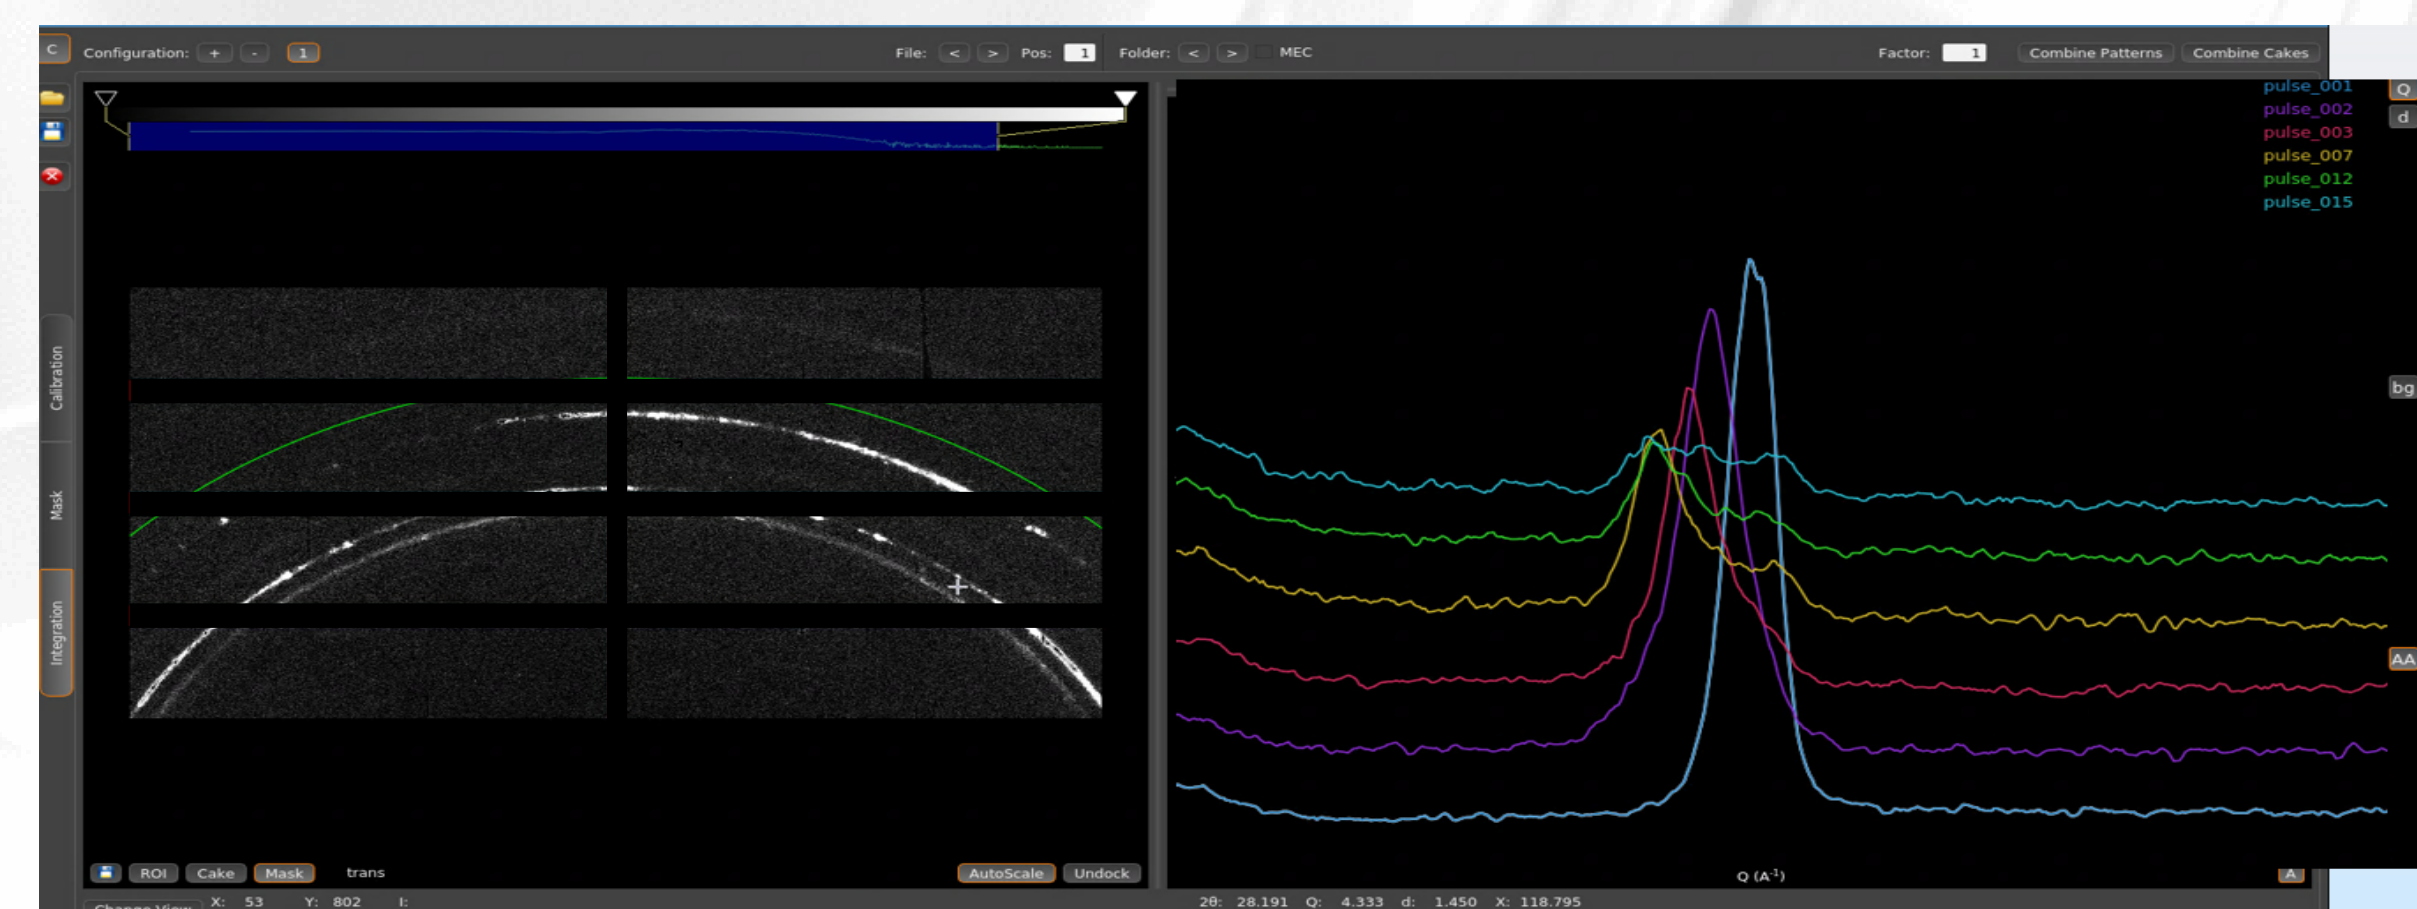 C Configuration: + - 1 File: < > Pos: 1 Folder: < > MEC Factor: 1 Combine Patterns Combine Cakes
pulse_001
Q
pulse_002
d
pulse_003
pulse_007
pulse_012
pulse_015
Calibration
Mask
Integration
bg
AA
ROI Cake Mask trans AutoScale Undock
Q (A-1)
A
Change View X: 53 Y: 802 I:
2θ: 28.191 Q: 4.333 d: 1.450 X: 118.795